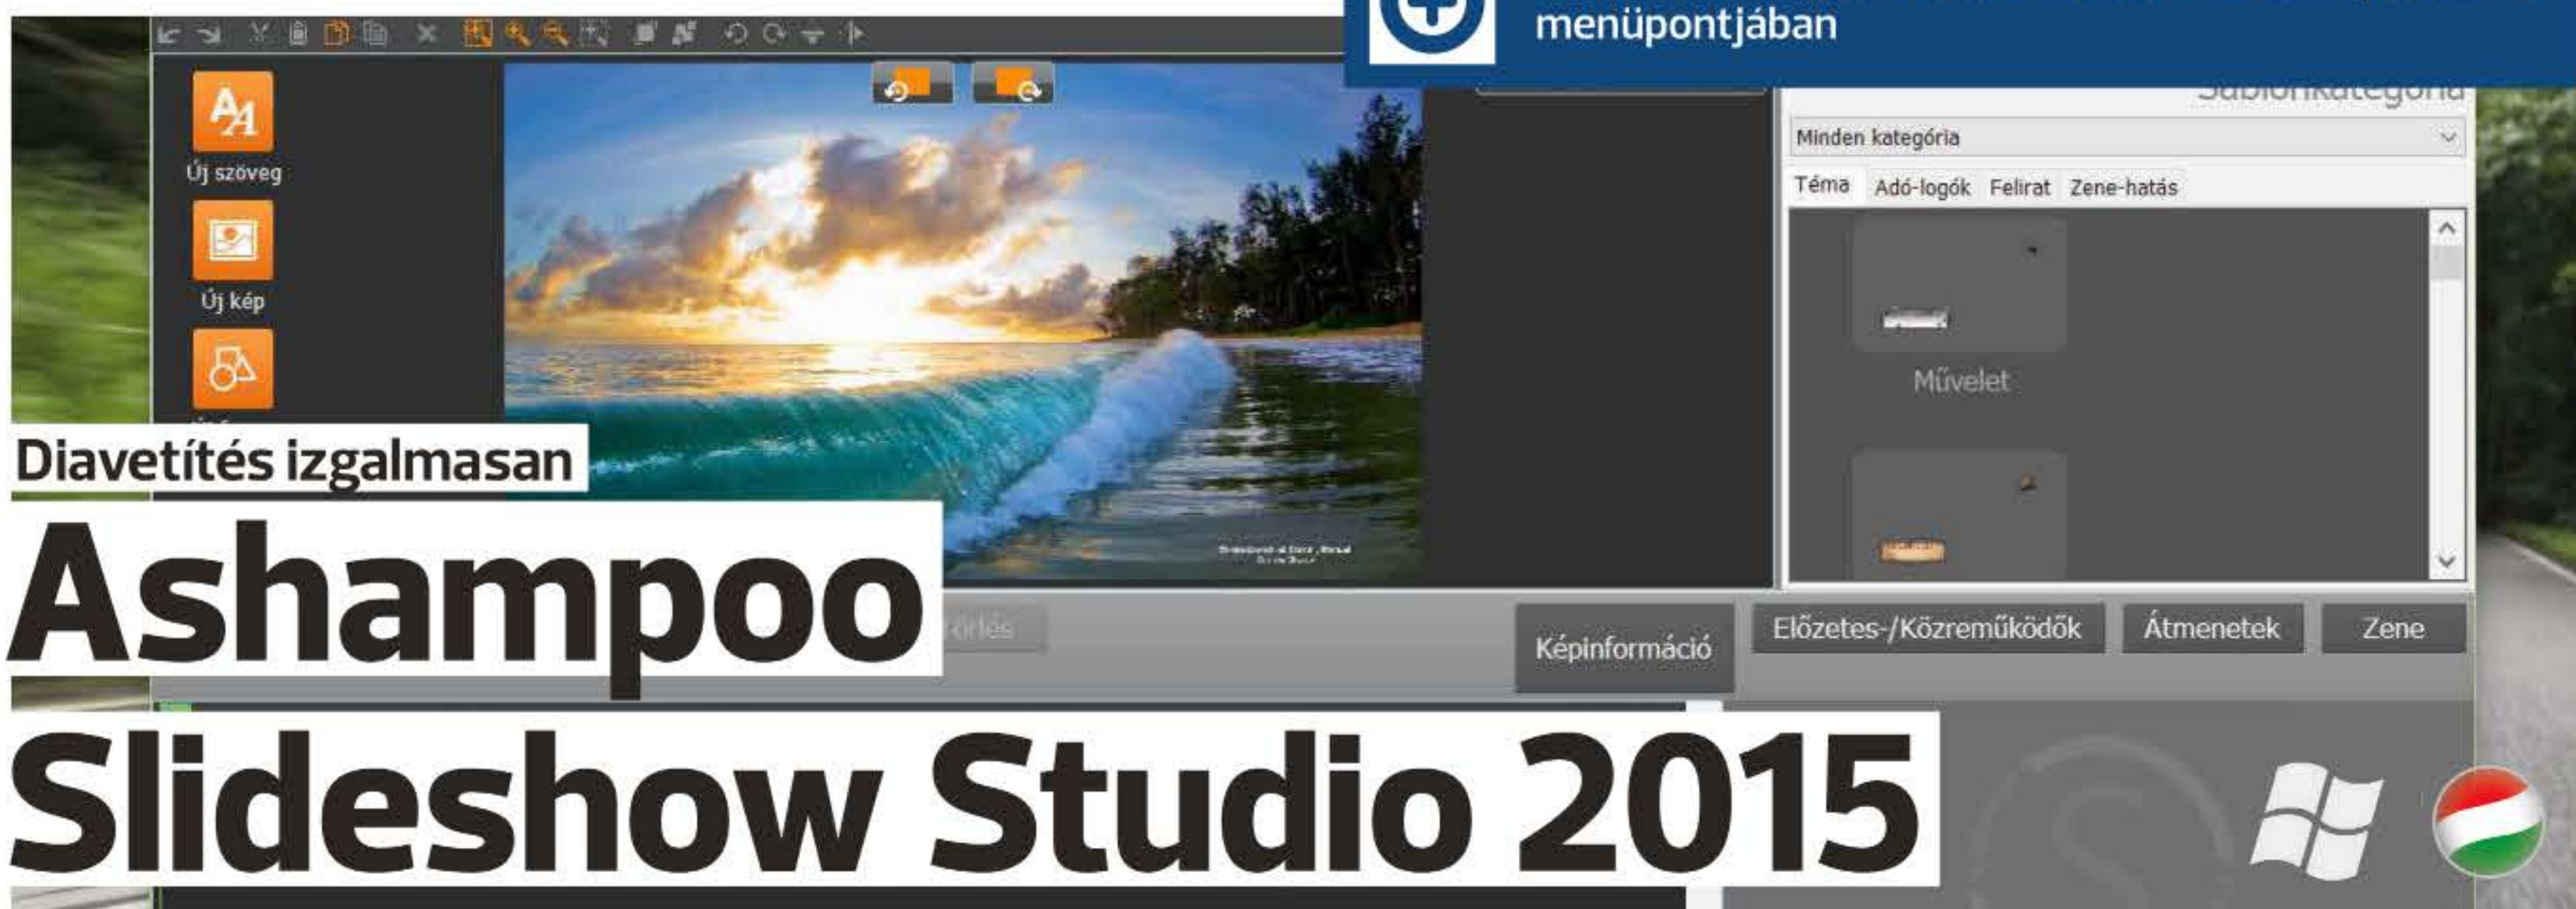 menüpontjában
Minden kategória
Téma Adó-logók Felirat Zene-hatás
Új szöveg
Új kép
Művelet
Diavetítés izgalmasan
Ashampoo
Képinformáció
Előzetes-/Közreműködők
Átmenetek
Zene
Slideshow Studio 2015